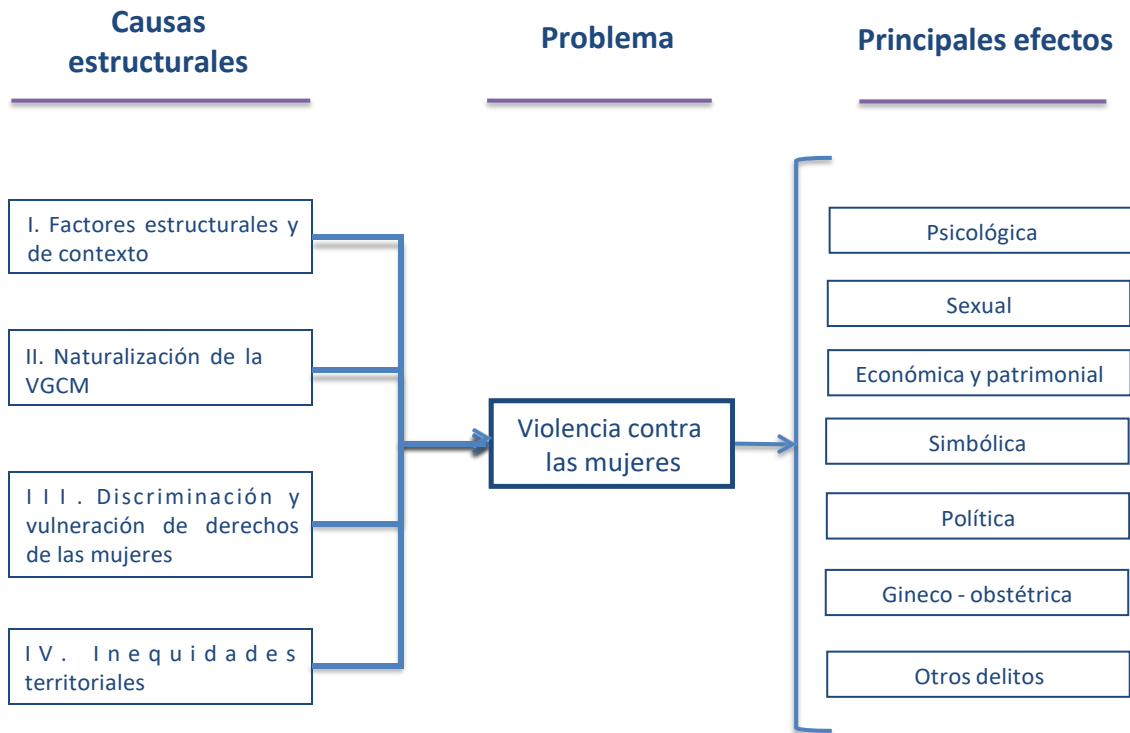 Causas
estructurales
Problema
Principales efectos
I. Factores estructurales y
de contexto
II. Naturalización de la
VGCM
III. Discriminación y
vulneración de derechos
de las mujeres
IV. Inequidades
territoriales
Violencia contra
las mujeres
Psicológica
Sexual
Económica y patrimonial
Simbólica
Política
Gineco - obstétrica
Otros delitos